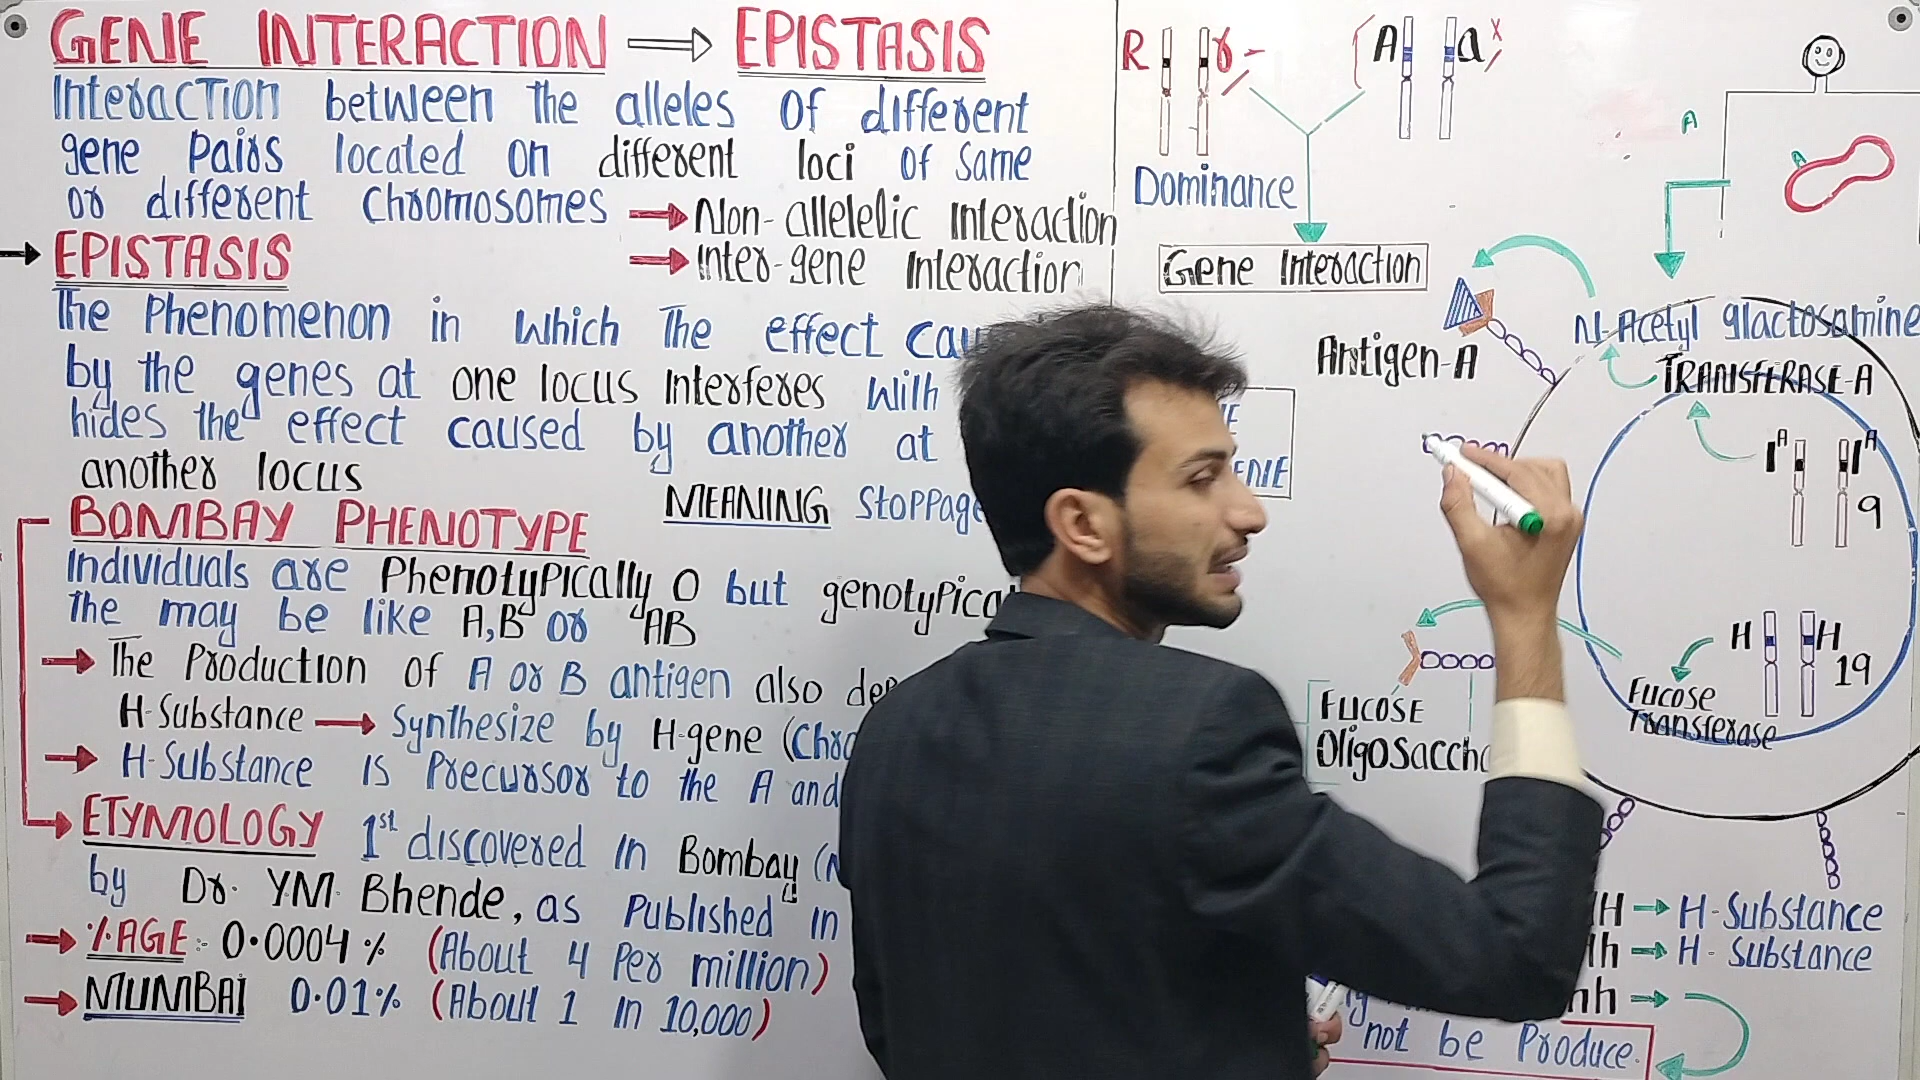 GENE INTERACTION → EPISTASIS
Interaction between the alleles of different
gene pairs located on different loci of same
or different chromosomes → Non-allelelic interaction
→ Inter-gene interaction
→ EPISTASIS
The Phenomenon in which the effect
by the genes at one locus interferes with
hides the effect caused by another at
another locus
MEANING Stoppage
BOMBAY PHENOTYPE
Individuals are Phenotypically O but
the may be like A,B or AB
→ The Production of A or B antigen also
H-Substance → Synthesize by H-gene
→ H-Substance is Precursor to the A and
ETYMOLOGY 1st discovered in Bombay
by Dr. Y.M. Bhende, as Published in
→ %AGE:- 0.0004 % (About 4 Per million)
→ MUMBAI 0.01% (About 1 in 10,000)
R r
A a
Dominance
Gene Interaction
A
A
N-Acetyl glactosamine
TRANSFERASE-A
Antigen-A
I^A I^A
9
H H
19
Fucose
Transferase
FUCOSE
→ H-Substance
→ H-Substance
hh →
not be Produce.